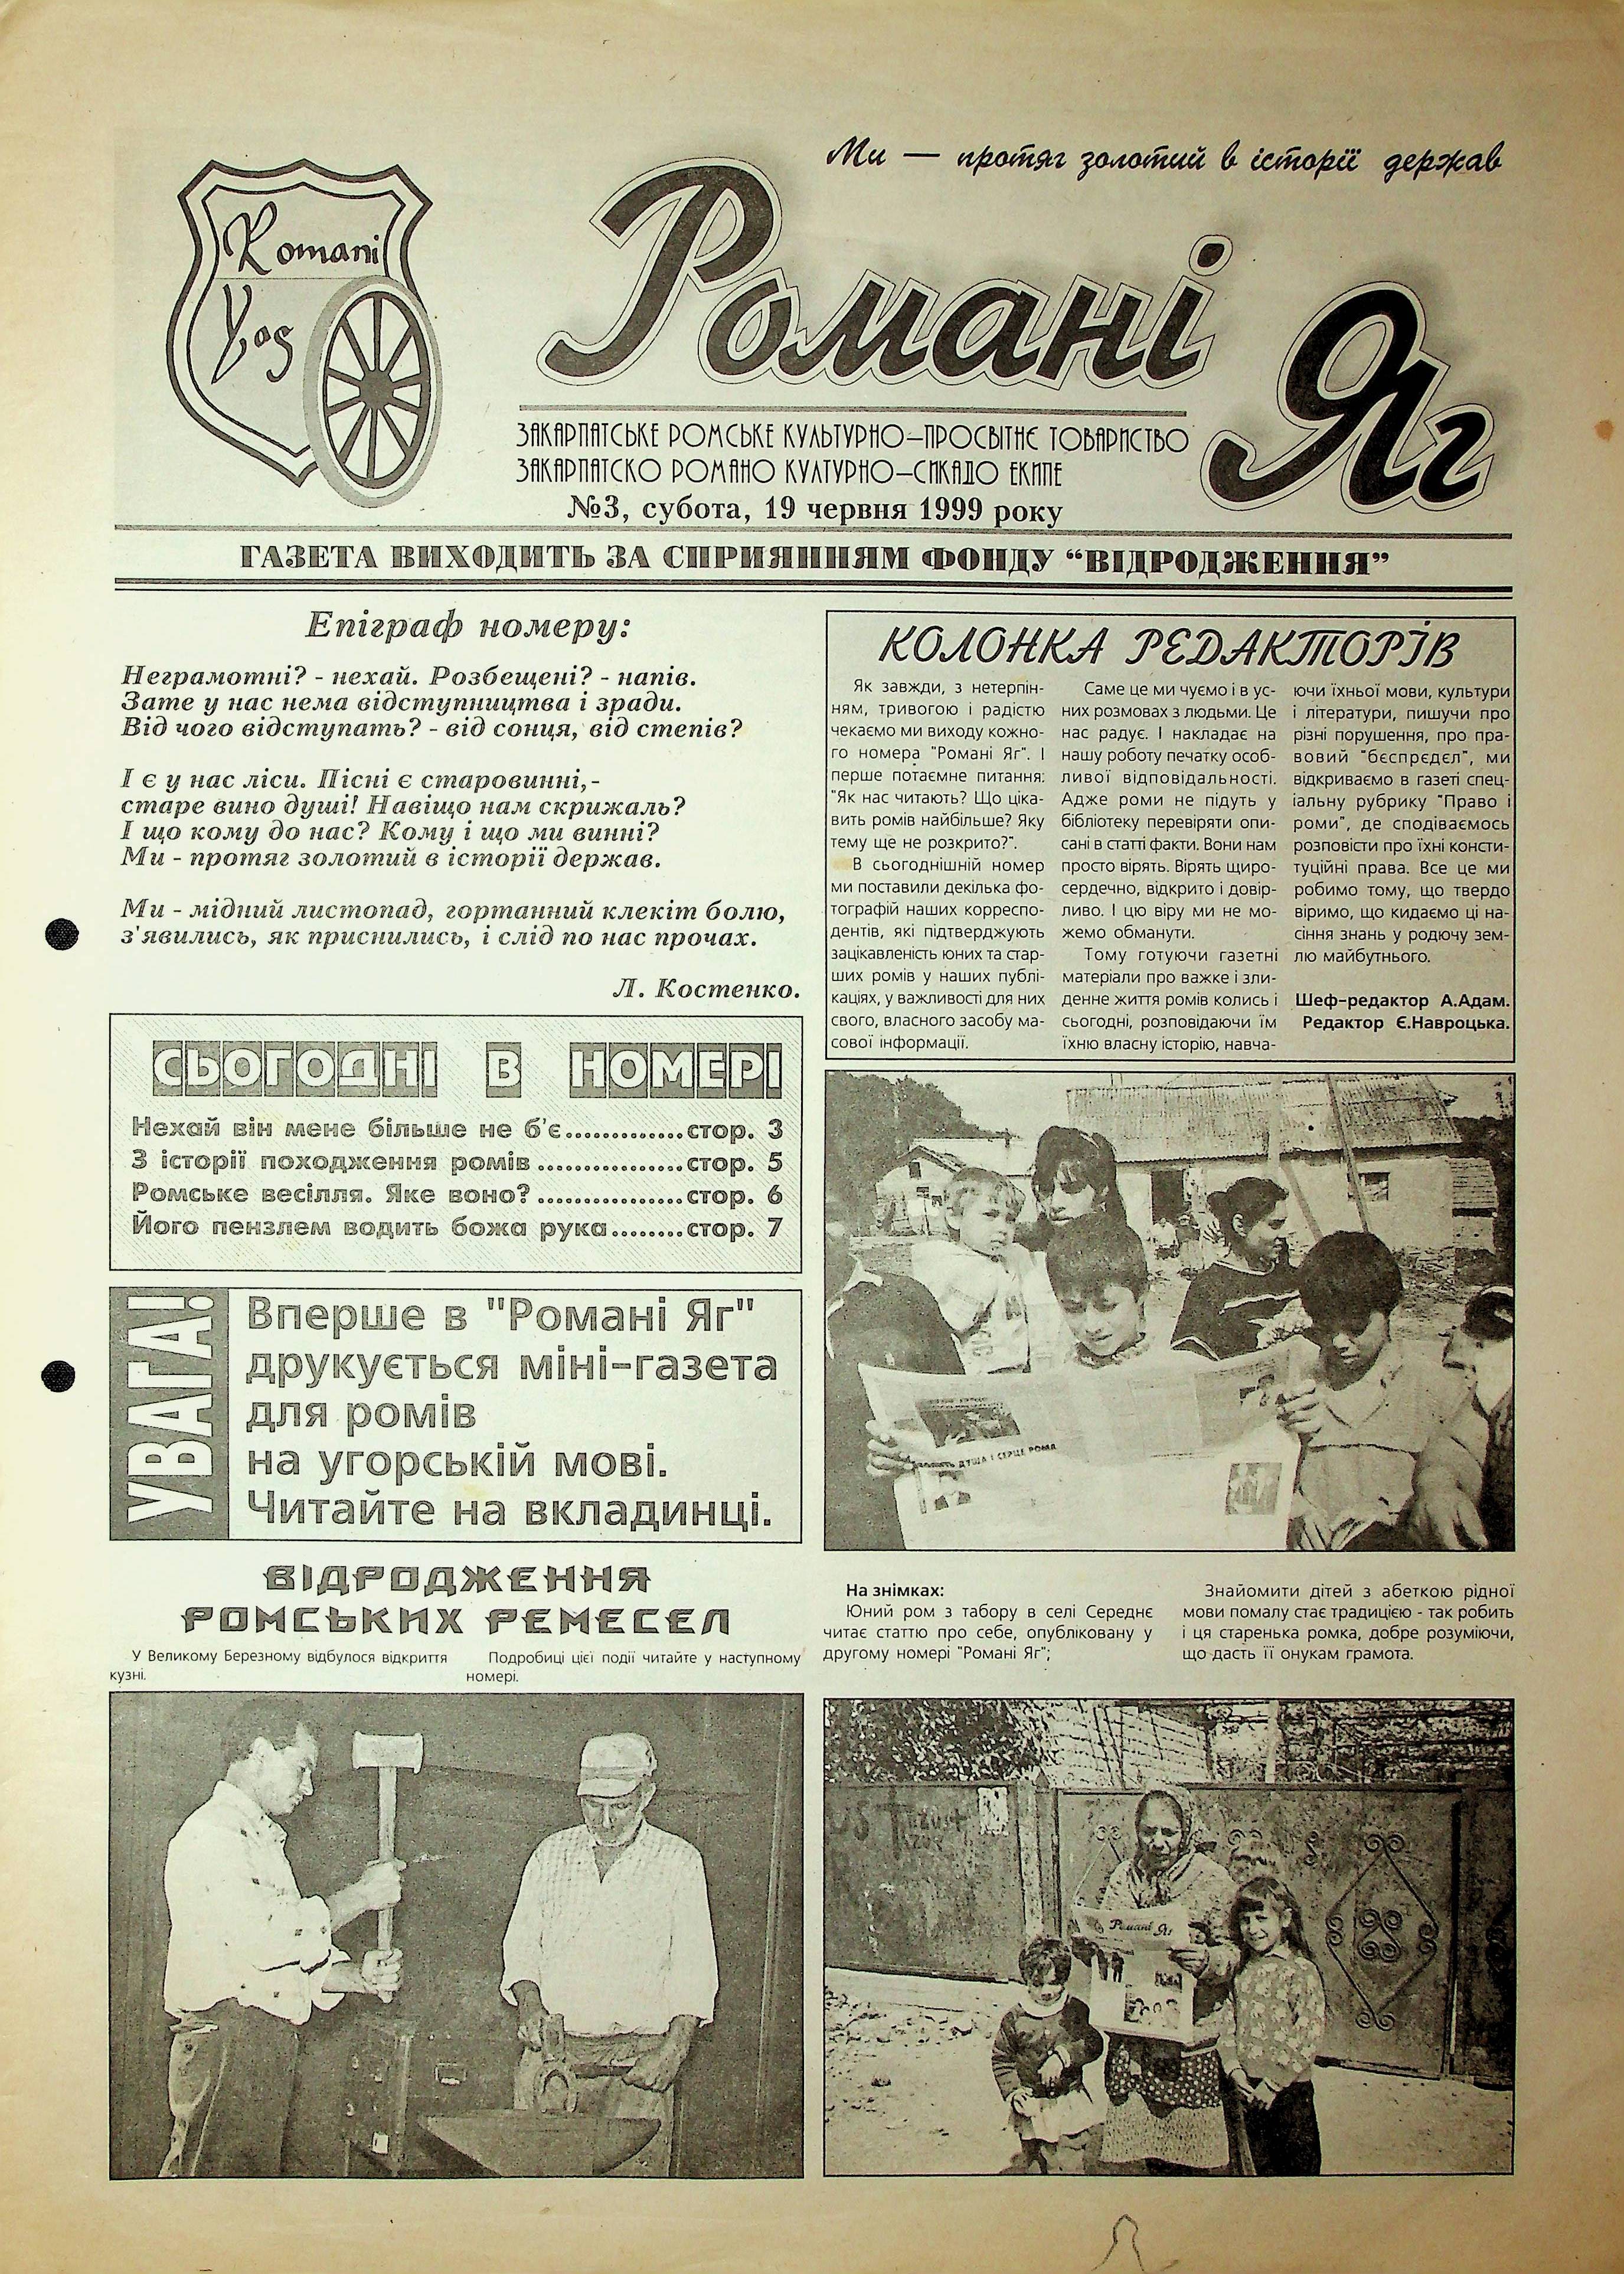 Ми — протяг золотий в історії держав
Romani
Yag
Романі Яг
ЗАКАРПАТСЬКЕ РОМСЬКЕ КУЛЬТУРНО-ПРОСВІТНЄ ТОВАРИСТВО
ЗАКАРПАТСКО РОМАНО КУЛТУРНО-СИКАДО ЕКИПЕ
№3, субота, 19 червня 1999 року
ГАЗЕТА ВИХОДИТЬ ЗА СПРИЯННЯМ ФОНДУ “ВІДРОДЖЕННЯ”
Епіграф номеру:
Неграмотні? - нехай. Розбещені? - напів.
Зате у нас нема відступництва і зради.
Від чого відступать? - від сонця, від степів?
І є у нас ліси. Пісні є старовинні,-
старе вино душі! Навіщо нам скрижаль?
І що кому до нас? Кому і що ми винні?
Ми - протяг золотий в історії держав.
Ми - мідний листопад, гортанний клекіт болю,
з'явились, як приснились, і слід по нас прочах.
Л. Костенко.
СЬОГОДНІ В НОМЕРІ
Нехай він мене більше не б'є.............стор. 3
З історії походження ромів................стор. 5
Ромське весілля. Яке воно?................стор. 6
Його пензлем водить божа рука........стор. 7
УВАГА!
Вперше в "Романі Яг"
друкується міні-газета
для ромів
на угорській мові.
Читайте на вкладинці.
ВІДРОДЖЕННЯ
РОМСЬКИХ РЕМЕСЕЛ
У Великому Березному відбулося відкриття
кузні.
Подробиці цієї події читайте у наступному
номері.
КОЛОНКА РЕДАКТОРІВ
Як завжди, з нетерпін-
ням, тривогою і радістю
чекаємо ми виходу кожно-
го номера "Романі Яг". І
перше потаємне питання:
"Як нас читають? Що ціка-
вить ромів найбільше? Яку
тему ще не розкрито?".
В сьогоднішній номер
ми поставили декілька фо-
тографій наших корреспо-
дентів, які підтверджують
зацікавленість юних та стар-
ших ромів у наших публі-
каціях, у важливості для них
свого, власного засобу ма-
сової інформації.
Саме це ми чуємо і в ус-
них розмовах з людьми. Це
нас радує. І накладає на
нашу роботу печатку особ-
ливої відповідальності.
Адже роми не підуть у
бібліотеку перевіряти опи-
сані в статті факти. Вони нам
просто вірять. Вірять щиро-
сердечно, відкрито і довір-
ливо. І цю віру ми не мо-
жемо обманути.
Тому готуючи газетні
матеріали про важке і зли-
денне життя ромів колись і
сьогодні, розповідаючи їм
їхню власну історію, навча-
ючи їхньої мови, культури
і літератури, пишучи про
різні порушення, про пра-
вовий "бєспрєдєл", ми
відкриваємо в газеті спец-
іальну рубрику "Право і
роми", де сподіваємось
розповісти про їхні консти-
туційні права. Все це ми
робимо тому, що твердо
віримо, що кидаємо ці на-
сіння знань у родючу зем-
лю майбутнього.
Шеф-редактор А.Адам.
Редактор Є.Навроцька.
ДУША І СЕРЦЕ РОМА
На знімках:
Юний ром з табору в селі Середнє
читає статтю про себе, опубліковану у
другому номері "Романі Яг";
Знайомити дітей з абеткою рідної
мови помалу стає традицією - так робить
і ця старенька ромка, добре розуміючи,
що дасть її онукам грамота.
Романі Яг